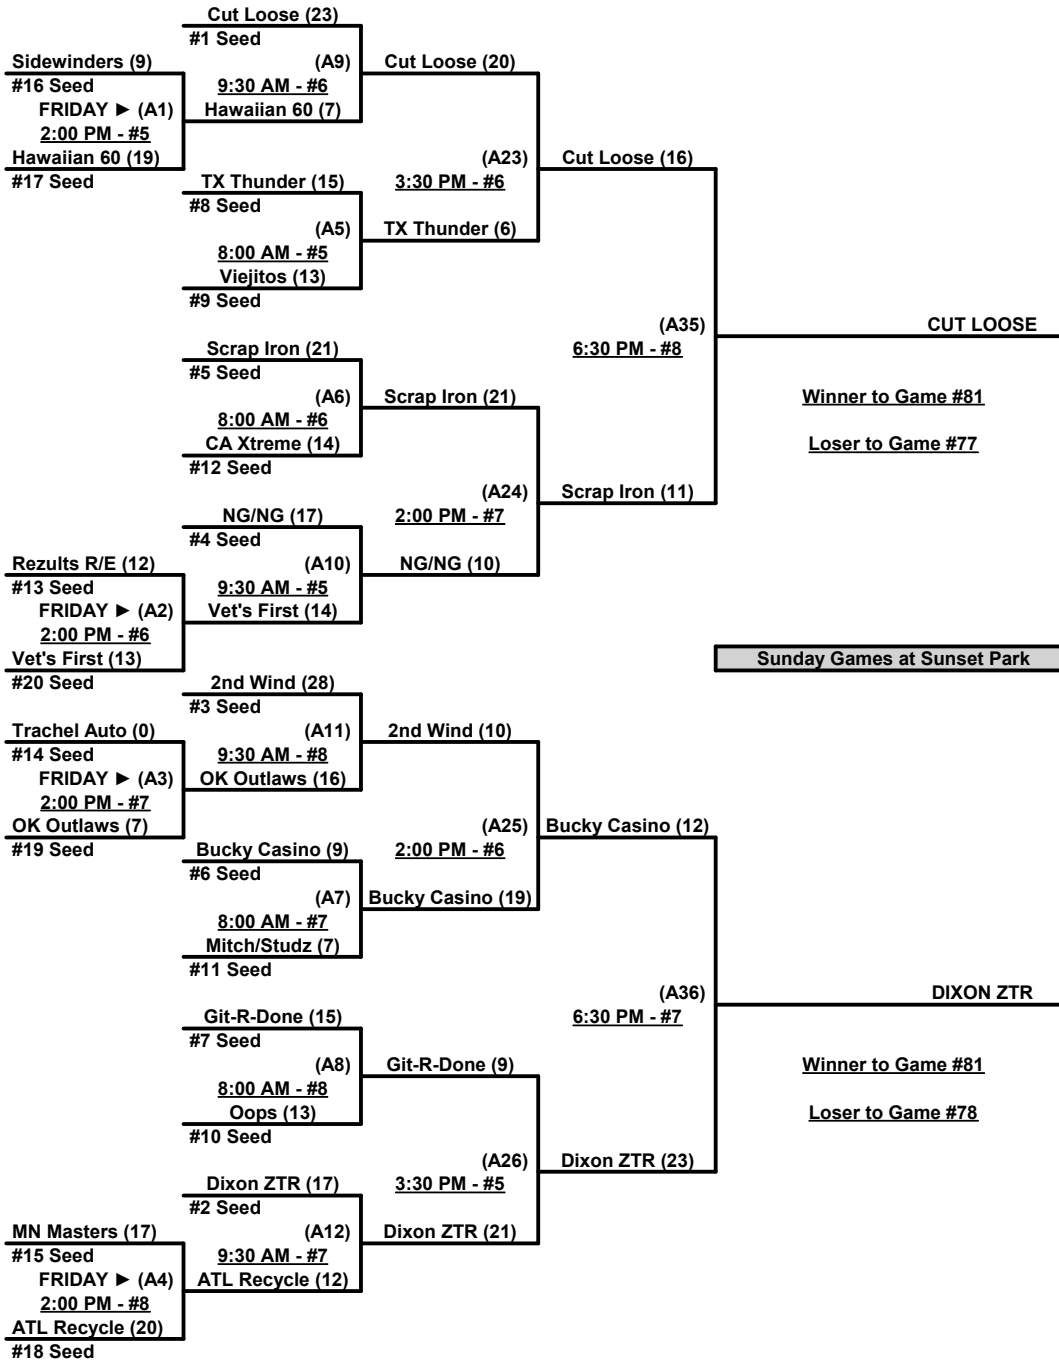 Cut Loose (23)
#1 Seed
Sidewinders (9)
(A9)
Cut Loose (20)
#16 Seed
9:30 AM - #6
FRIDAY ► (A1)
Hawaiian 60 (7)
2:00 PM - #5
Hawaiian 60 (19)
(A23)
Cut Loose (16)
#17 Seed
TX Thunder (15)
3:30 PM - #6
#8 Seed
(A5)
TX Thunder (6)
8:00 AM - #5
Viejitos (13)
#9 Seed
(A35)
CUT LOOSE
Scrap Iron (21)
6:30 PM - #8
#5 Seed
(A6)
Scrap Iron (21)
Winner to Game #81
8:00 AM - #6
CA Xtreme (14)
Loser to Game #77
#12 Seed
(A24)
Scrap Iron (11)
NG/NG (17)
2:00 PM - #7
#4 Seed
Rezults R/E (12)
(A10)
NG/NG (10)
#13 Seed
9:30 AM - #5
FRIDAY ► (A2)
Vet's First (14)
2:00 PM - #6
Vet's First (13)
Sunday Games at Sunset Park
#20 Seed
2nd Wind (28)
#3 Seed
Trachel Auto (0)
(A11)
2nd Wind (10)
#14 Seed
9:30 AM - #8
FRIDAY ► (A3)
OK Outlaws (16)
2:00 PM - #7
OK Outlaws (7)
(A25)
Bucky Casino (12)
#19 Seed
Bucky Casino (9)
2:00 PM - #6
#6 Seed
(A7)
Bucky Casino (19)
8:00 AM - #7
Mitch/Studz (7)
#11 Seed
(A36)
DIXON ZTR
Git-R-Done (15)
6:30 PM - #7
#7 Seed
(A8)
Git-R-Done (9)
Winner to Game #81
8:00 AM - #8
Oops (13)
Loser to Game #78
#10 Seed
(A26)
Dixon ZTR (23)
Dixon ZTR (17)
3:30 PM - #5
#2 Seed
MN Masters (17)
(A12)
Dixon ZTR (21)
#15 Seed
9:30 AM - #7
FRIDAY ► (A4)
ATL Recycle (12)
2:00 PM - #8
ATL Recycle (20)
#18 Seed